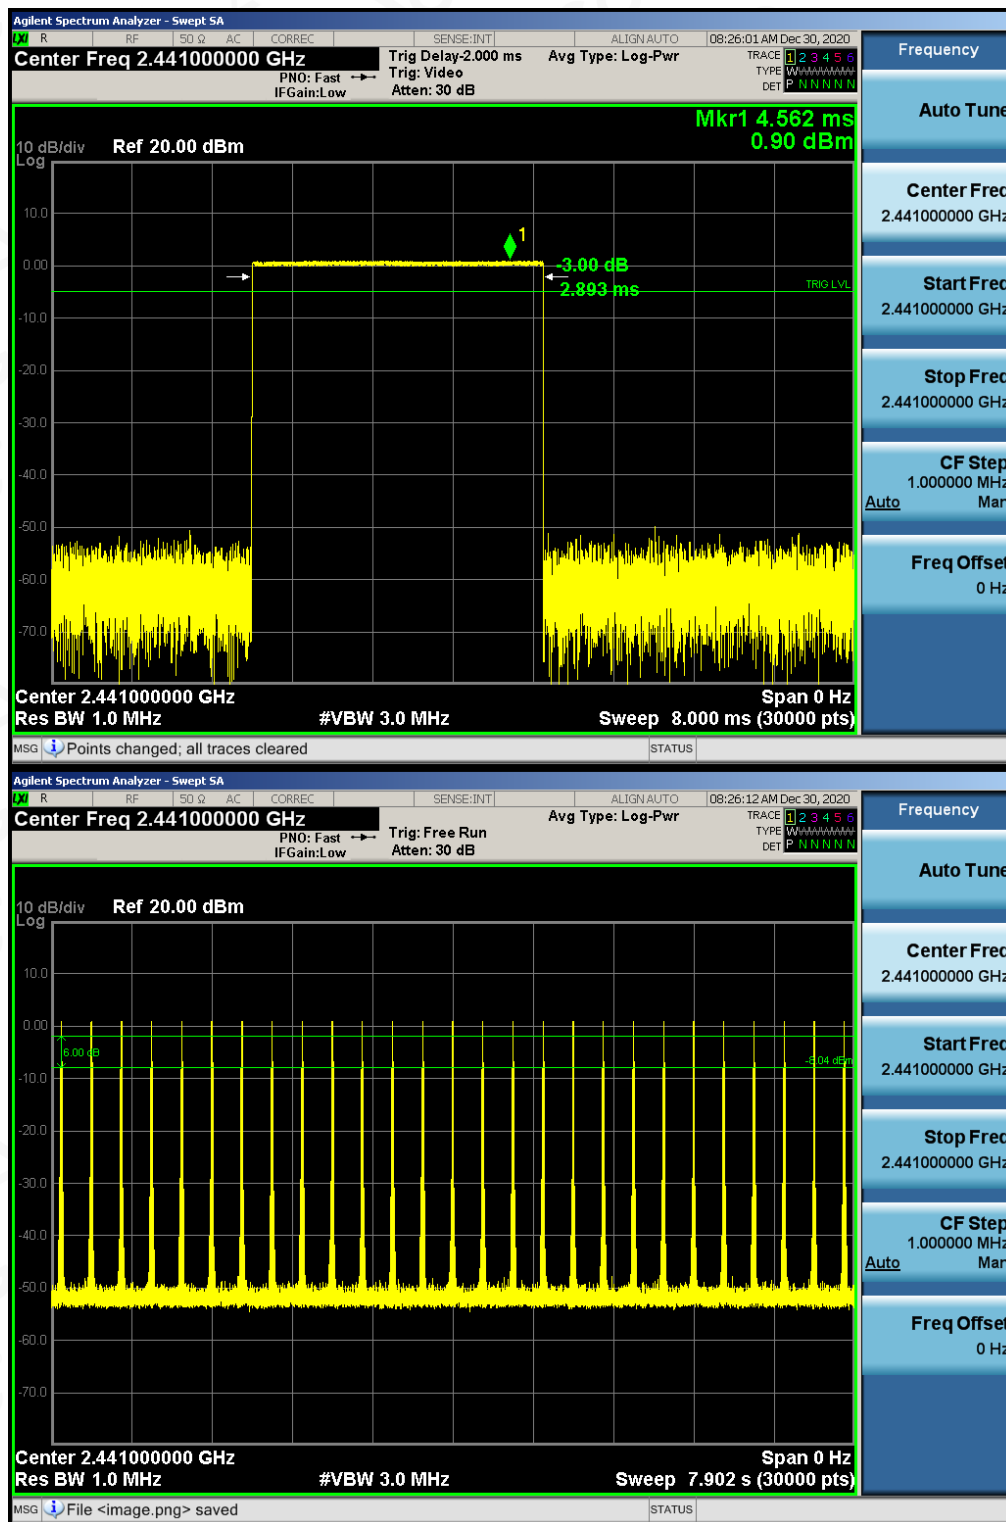 Agilent Spectrum Analyzer - Swept SA
LXI R RF 50 Ω AC CORREC SENSE:INT ALIGN AUTO 08:26:01 AM Dec 30, 2020
Center Freq 2.441000000 GHz
PNO: Fast
IFGain:Low
Trig Delay-2.000 ms
Trig: Video
Atten: 30 dB
Avg Type: Log-Pwr
TRACE 1 2 3 4 5 6
TYPE
DET P N N N N N
Mkr1 4.562 ms
0.90 dBm
10 dB/div
Log
Ref 20.00 dBm
10.0
0.00
-10.0
-20.0
-30.0
-40.0
-50.0
-60.0
-70.0
1
-3.00 dB
2.893 ms
TRIG LVL
Center 2.441000000 GHz Span 0 Hz
Res BW 1.0 MHz #VBW 3.0 MHz Sweep 8.000 ms (30000 pts)
MSG Points changed; all traces cleared STATUS
Frequency
Auto Tune
Center Freq
2.441000000 GHz
Start Freq
2.441000000 GHz
Stop Freq
2.441000000 GHz
CF Step
1.000000 MHz
Auto Man
Freq Offset
0 Hz
Agilent Spectrum Analyzer - Swept SA
LXI R RF 50 Ω AC CORREC SENSE:INT ALIGN AUTO 08:26:12 AM Dec 30, 2020
Center Freq 2.441000000 GHz
PNO: Fast
IFGain:Low
Trig: Free Run
Atten: 30 dB
Avg Type: Log-Pwr
TRACE 1 2 3 4 5 6
TYPE
DET P N N N N N
10 dB/div
Log
Ref 20.00 dBm
10.0
0.00
-10.0
-20.0
-30.0
-40.0
-50.0
-60.0
-70.0
6.00 dB
-8.04 dBm
Center 2.441000000 GHz Span 0 Hz
Res BW 1.0 MHz #VBW 3.0 MHz Sweep 7.902 s (30000 pts)
MSG File <image.png> saved STATUS
Frequency
Auto Tune
Center Freq
2.441000000 GHz
Start Freq
2.441000000 GHz
Stop Freq
2.441000000 GHz
CF Step
1.000000 MHz
Auto Man
Freq Offset
0 Hz